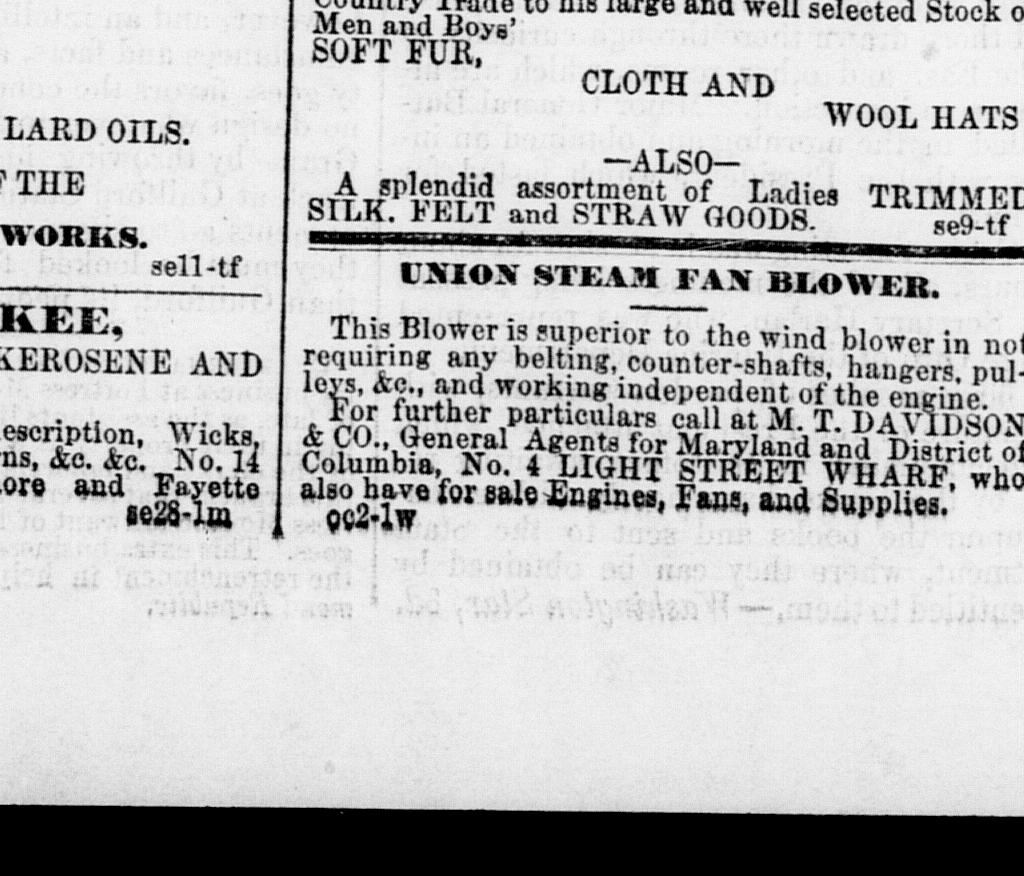 LARD OILS.
THE
WORKS.
se11-tf
KEE,
KEROSENE AND
escription, Wicks,
ns, &c. &c. No. 14
ore and Fayette
se28-1m
Country Trade to his large and well selected Stock o
Men and Boys'
SOFT FUR,
CLOTH AND
WOOL HATS
—ALSO—
A splendid assortment of Ladies TRIMMED
SILK. FELT and STRAW GOODS.
se9-tf
UNION STEAM FAN BLOWER.
This Blower is superior to the wind blower in not
requiring any belting, counter-shafts, hangers, pul-
leys, &c., and working independent of the engine.
For further particulars call at M. T. DAVIDSON
& CO., General Agents for Maryland and District of
Columbia, No. 4 LIGHT STREET WHARF, who
also have for sale Engines, Fans, and Supplies.
oc2-1w